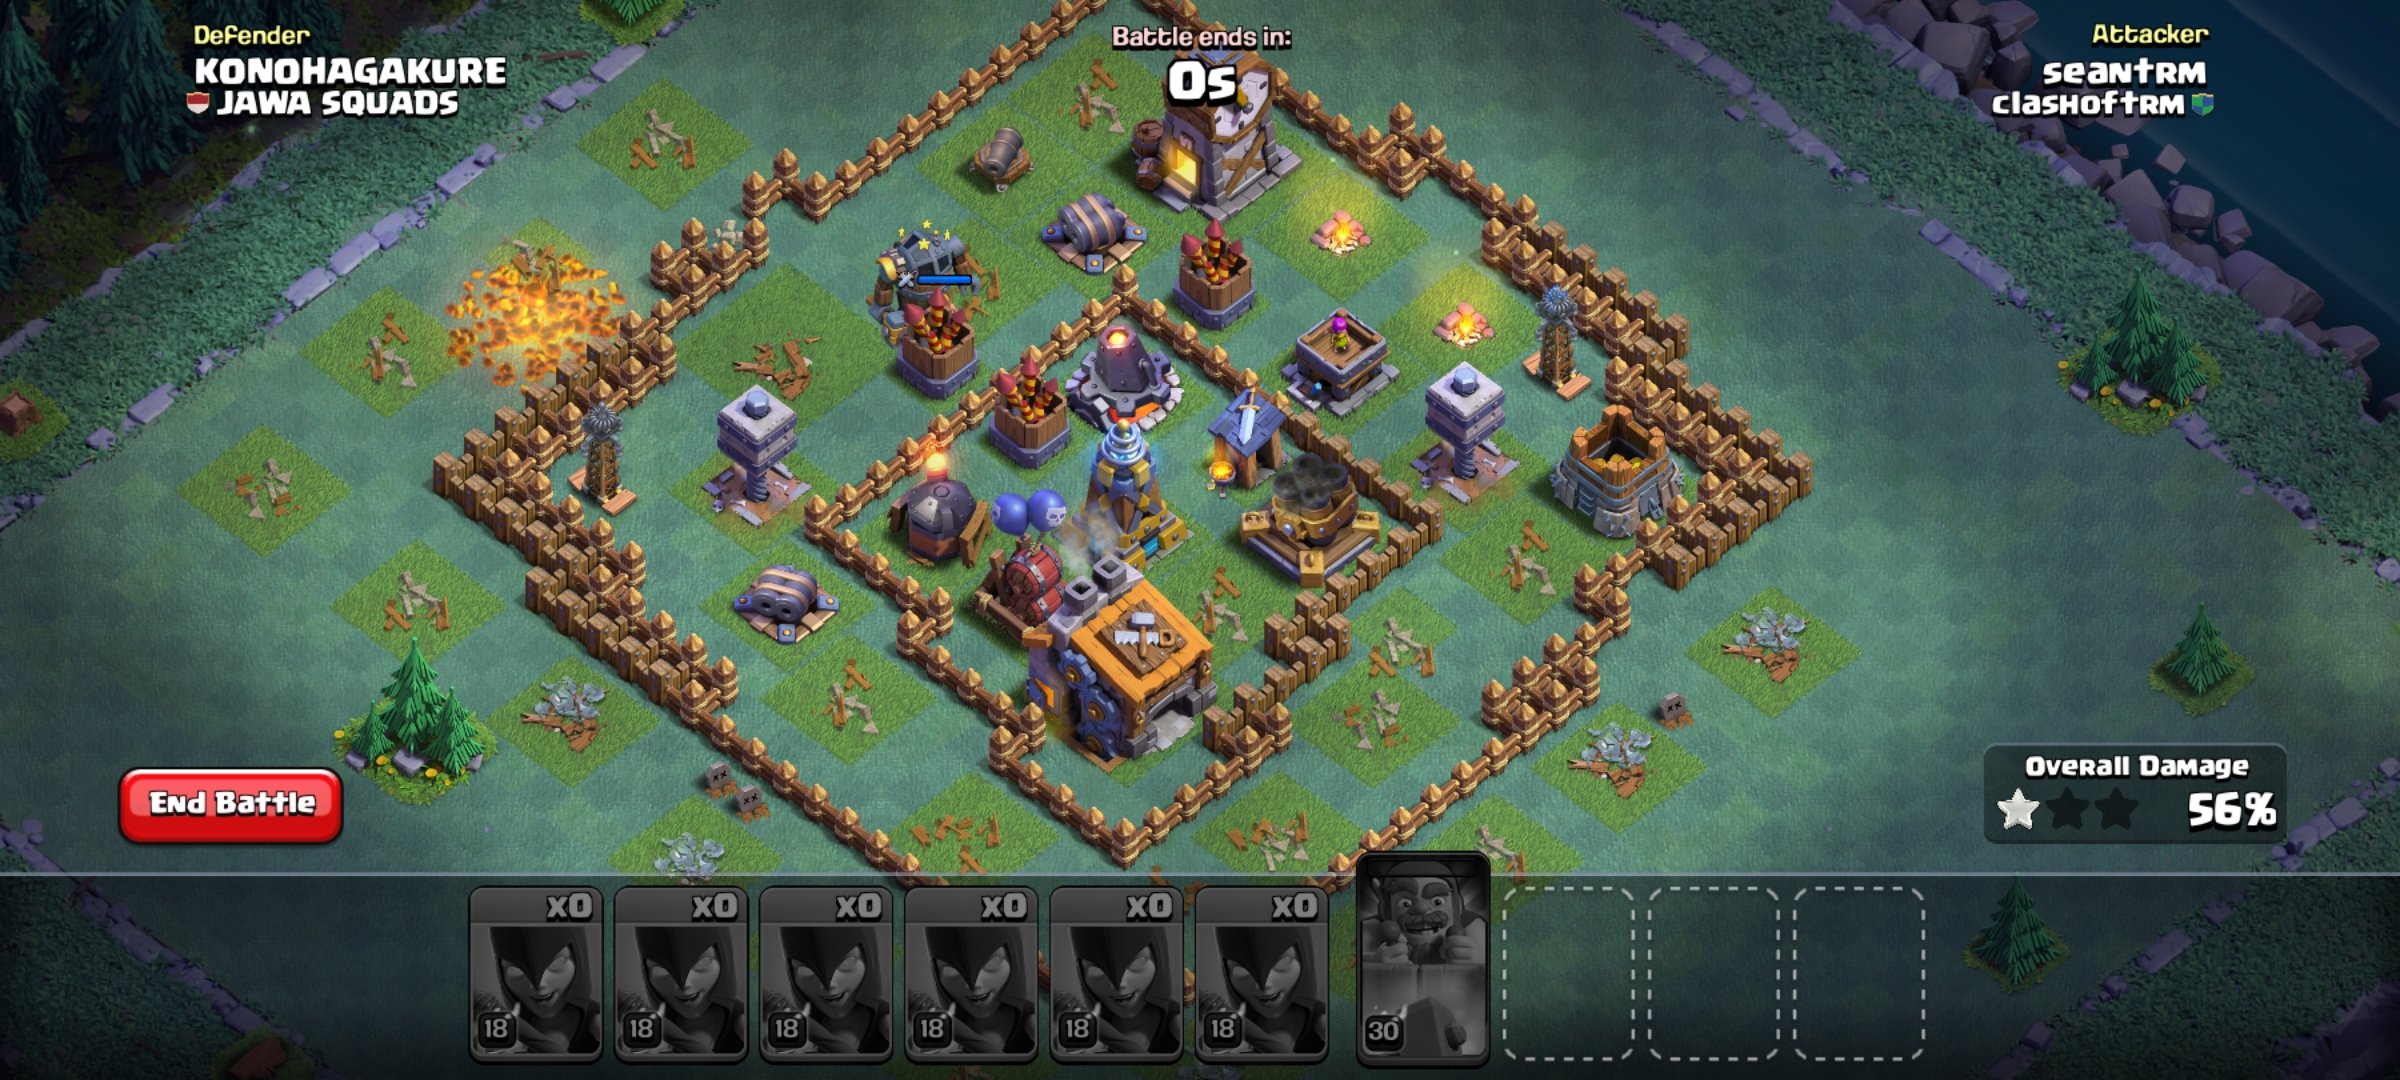 Defender
KONOHAGAKURE
JAWA SQUADS
Battle ends in:
0s
Attacker
seantRM
clashoftRM
End Battle
Overall Damage
56%
x0 x0 x0 x0 x0 x0
18 18 18 18 18 18 30